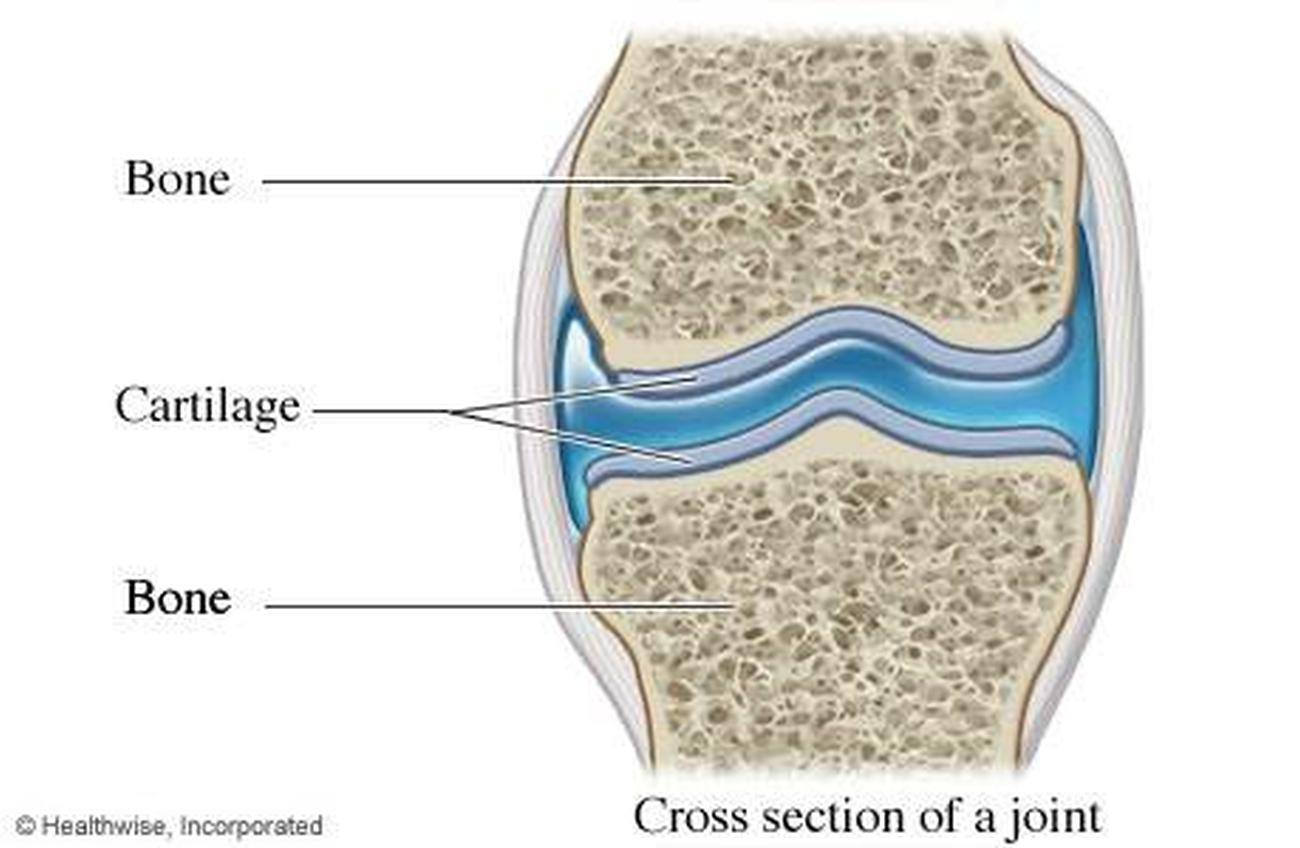 Bone
Cartilage
Bone
Cross section of a joint
© Healthwise, Incorporated